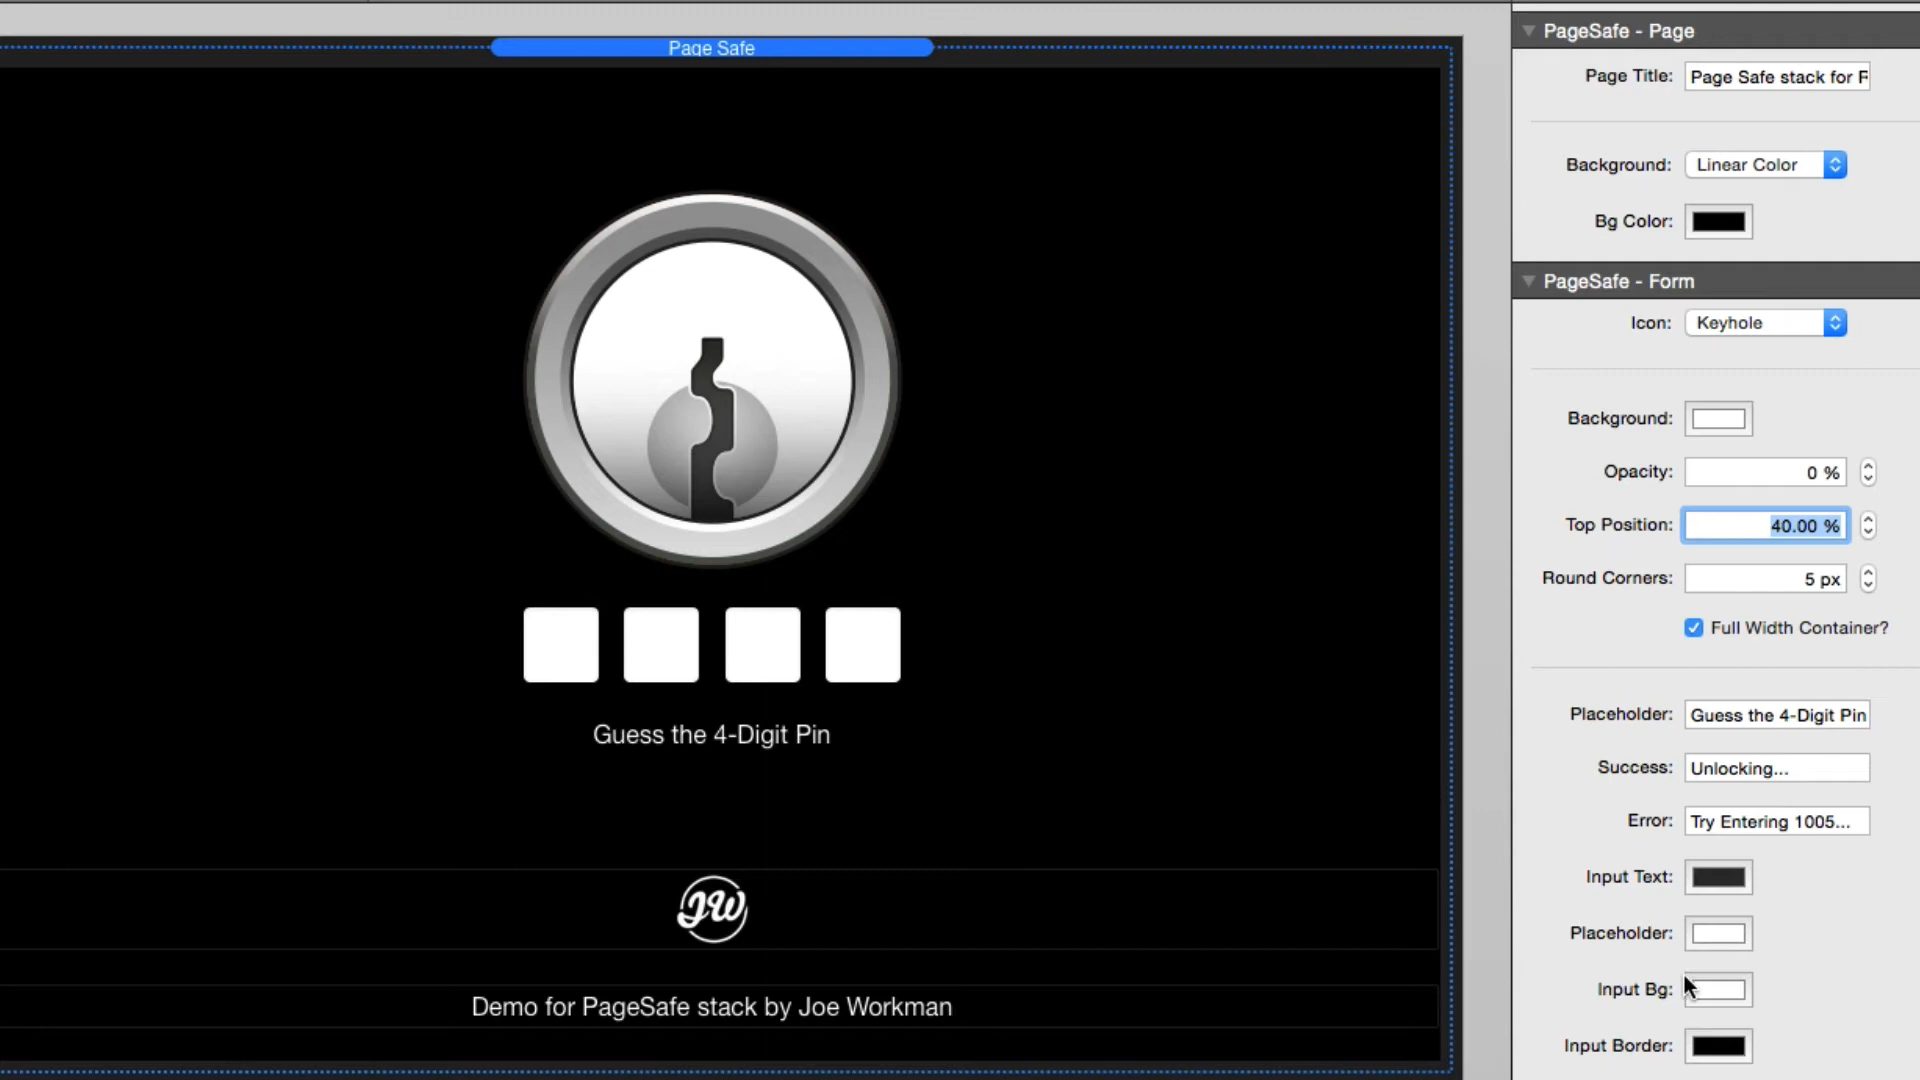 Page Safe
Guess the 4-Digit Pin
JW
Demo for PageSafe stack by Joe Workman
PageSafe - Page
Page Title: Page Safe stack for
Background: Linear Color
Bg Color:
PageSafe - Form
Icon: Keyhole
Background:
Opacity: 0 %
Top Position: 40.00 %
Round Corners: 5 px
Full Width Container?
Placeholder: Guess the 4-Digit Pin
Success: Unlocking...
Error: Try Entering 1005...
Input Text:
Placeholder:
Input Bg:
Input Border: